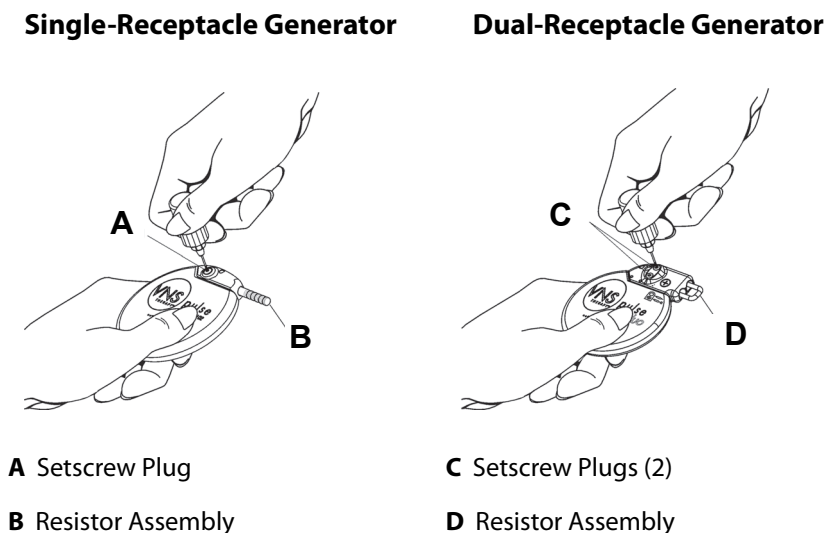 Single-Receptacle Generator
Dual-Receptacle Generator
A
B
C
D
VNS
pulse
VNS
pulse
A Setscrew Plug
B Resistor Assembly
C Setscrew Plugs (2)
D Resistor Assembly